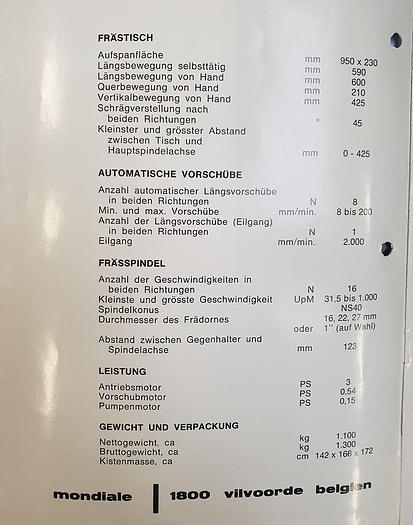 FRÄSTISCH
Aufspanfläche mm 950 x 230
Längsbewegung selbsttätig mm 590
Längsbewegung von Hand mm 600
Querbewegung von Hand mm 210
Vertikalbewegung von Hand mm 425
Schrägverstellung nach
beiden Richtungen ° 45
Kleinster und grösster Abstand
zwischen Tisch und
Hauptspindelachse mm 0 - 425
AUTOMATISCHE VORSCHÜBE
Anzahl automatischer Längsvorschübe
in beiden Richtungen N 8
Min. und max. Vorschübe mm/min. 8 bis 200
Anzahl der Längsvorschübe (Eilgang)
in beiden Richtungen N 1
Eilgang mm/min. 2.000
FRÄSSPINDEL
Anzahl der Geschwindigkeiten in
beiden Richtungen N 16
Kleinste und grösste Geschwindigkeit UpM 31,5 bis 1.000
Spindelkonus NS40
Durchmesser des Frädornes 16, 22, 27 mm
oder 1" (auf Wahl)
Abstand zwischen Gegenhalter und
Spindelachse mm 123
LEISTUNG
Antriebsmotor PS 3
Vorschubmotor PS 0,54
Pumpenmotor PS 0,15
GEWICHT UND VERPACKUNG
Nettogewicht, ca kg 1.100
Bruttogewicht, ca kg 1.300
Kistenmasse, ca cm 142 x 166 x 172
mondiale | 1800 vilvoorde belgien